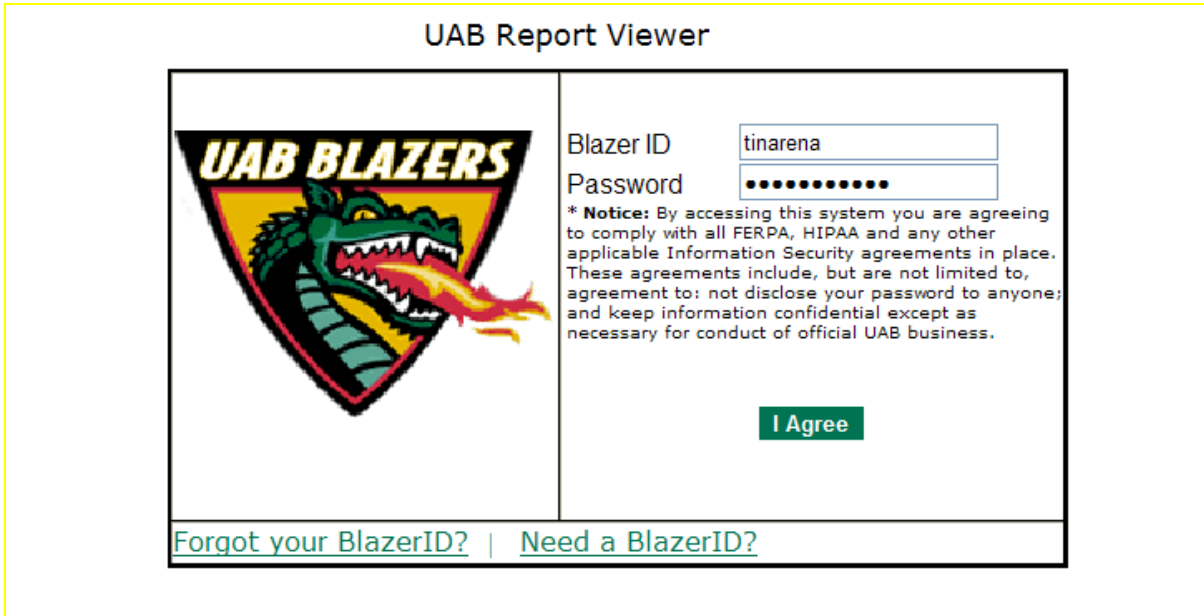 UAB Report Viewer
UAB BLAZERS
Blazer ID tinarena
Password •••••••••••
* Notice: By accessing this system you are agreeing
to comply with all FERPA, HIPAA and any other
applicable Information Security agreements in place.
These agreements include, but are not limited to,
agreement to: not disclose your password to anyone;
and keep information confidential except as
necessary for conduct of official UAB business.
I Agree
Forgot your BlazerID? | Need a BlazerID?